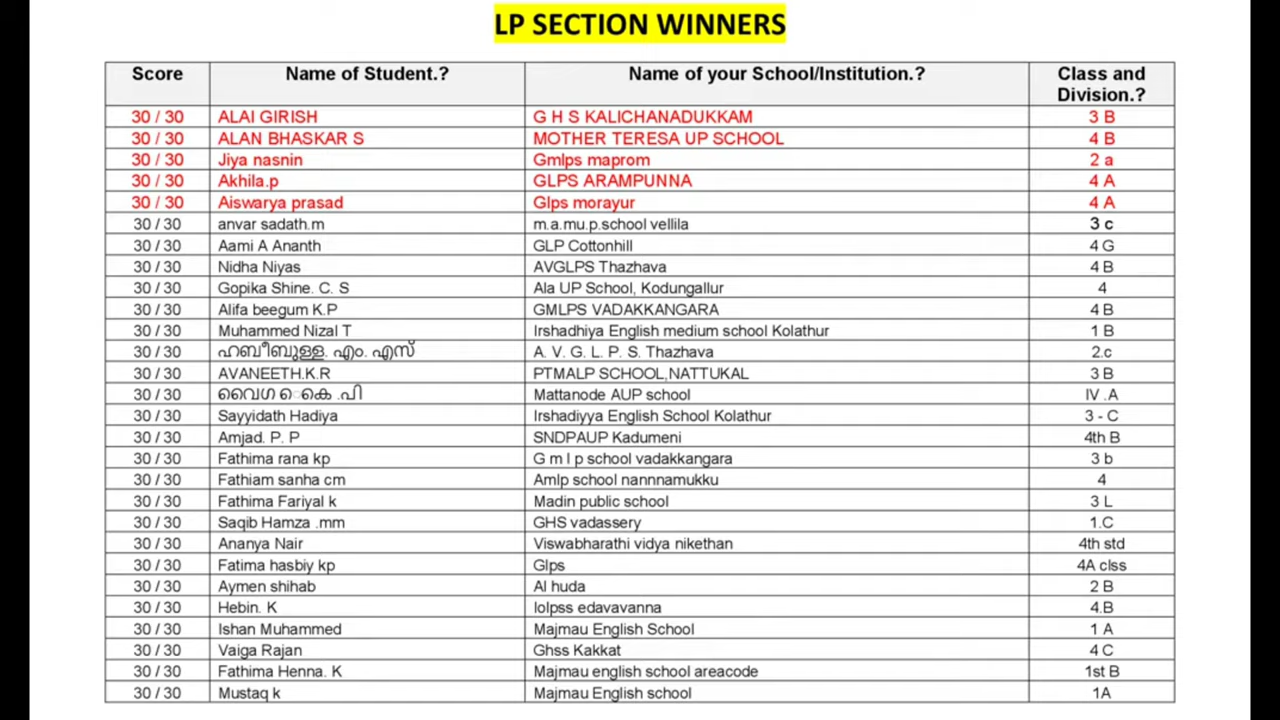 LP SECTION WINNERS
Score Name of Student.? Name of your School/Institution.? Class and Division.?
30 / 30 ALAI GIRISH G H S KALICHANADUKKAM 3 B
30 / 30 ALAN BHASKAR S MOTHER TERESA UP SCHOOL 4 B
30 / 30 Jiya nasnin Gmlps maprom 2 a
30 / 30 Akhila.p GLPS ARAMPUNNA 4 A
30 / 30 Aiswarya prasad Glps morayur 4 A
30 / 30 anvar sadath.m m.a.mu.p.school vellila 3 c
30 / 30 Aami A Ananth GLP Cottonhill 4 G
30 / 30 Nidha Niyas AVGLPS Thazhava 4 B
30 / 30 Gopika Shine. C. S Ala UP School, Kodungallur 4
30 / 30 Alifa beegum K.P GMLPS VADAKKANGARA 4 B
30 / 30 Muhammed Nizal T Irshadhiya English medium school Kolathur 1 B
30 / 30 ഹബീബുള്ള. എം. എസ് A. V. G. L. P. S. Thazhava 2.c
30 / 30 AVANEETH.K.R PTMALP SCHOOL,NATTUKAL 3 B
30 / 30 വൈഗ െകെ .പി Mattanode AUP school IV .A
30 / 30 Sayyidath Hadiya Irshadiyya English School Kolathur 3 - C
30 / 30 Amjad. P. P SNDPAUP Kadumeni 4th B
30 / 30 Fathima rana kp G m l p school vadakkangara 3 b
30 / 30 Fathiam sanha cm Amlp school nannnamukku 4
30 / 30 Fathima Fariyal k Madin public school 3 L
30 / 30 Saqib Hamza .mm GHS vadassery 1.C
30 / 30 Ananya Nair Viswabharathi vidya nikethan 4th std
30 / 30 Fatima hasbiy kp Glps 4A clss
30 / 30 Aymen shihab Al huda 2 B
30 / 30 Hebin. K Iolpss edavavanna 4.B
30 / 30 Ishan Muhammed Majmau English School 1 A
30 / 30 Vaiga Rajan Ghss Kakkat 4 C
30 / 30 Fathima Henna. K Majmau english school areacode 1st B
30 / 30 Mustaq k Majmau English school 1A